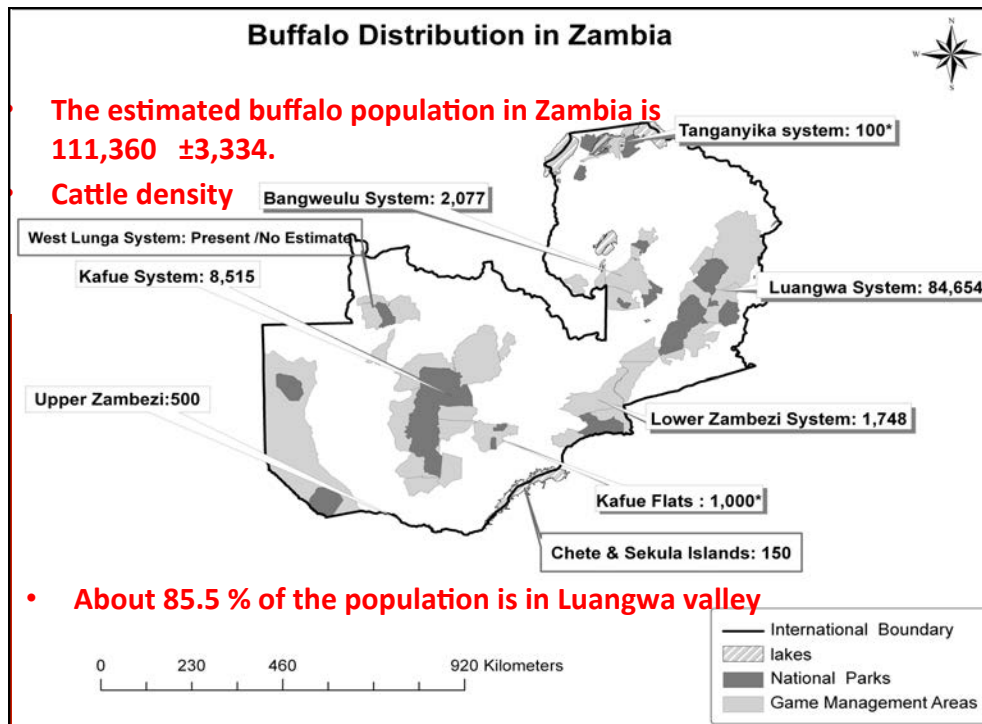 Buffalo Distribution in Zambia
N
W
S
• The estimated buffalo population in Zambia is
111,360 ±3,334.
• Cattle density
Tanganyika system: 100*
Bangweulu System: 2,077
West Lunga System: Present /No Estimate
Kafue System: 8,515
Luangwa System: 84,654
Upper Zambezi:500
Lower Zambezi System: 1,748
Kafue Flats : 1,000*
Chete & Sekula Islands: 150
• About 85.5 % of the population is in Luangwa valley
0 230 460 920 Kilometers
International Boundary
lakes
National Parks
Game Management Areas